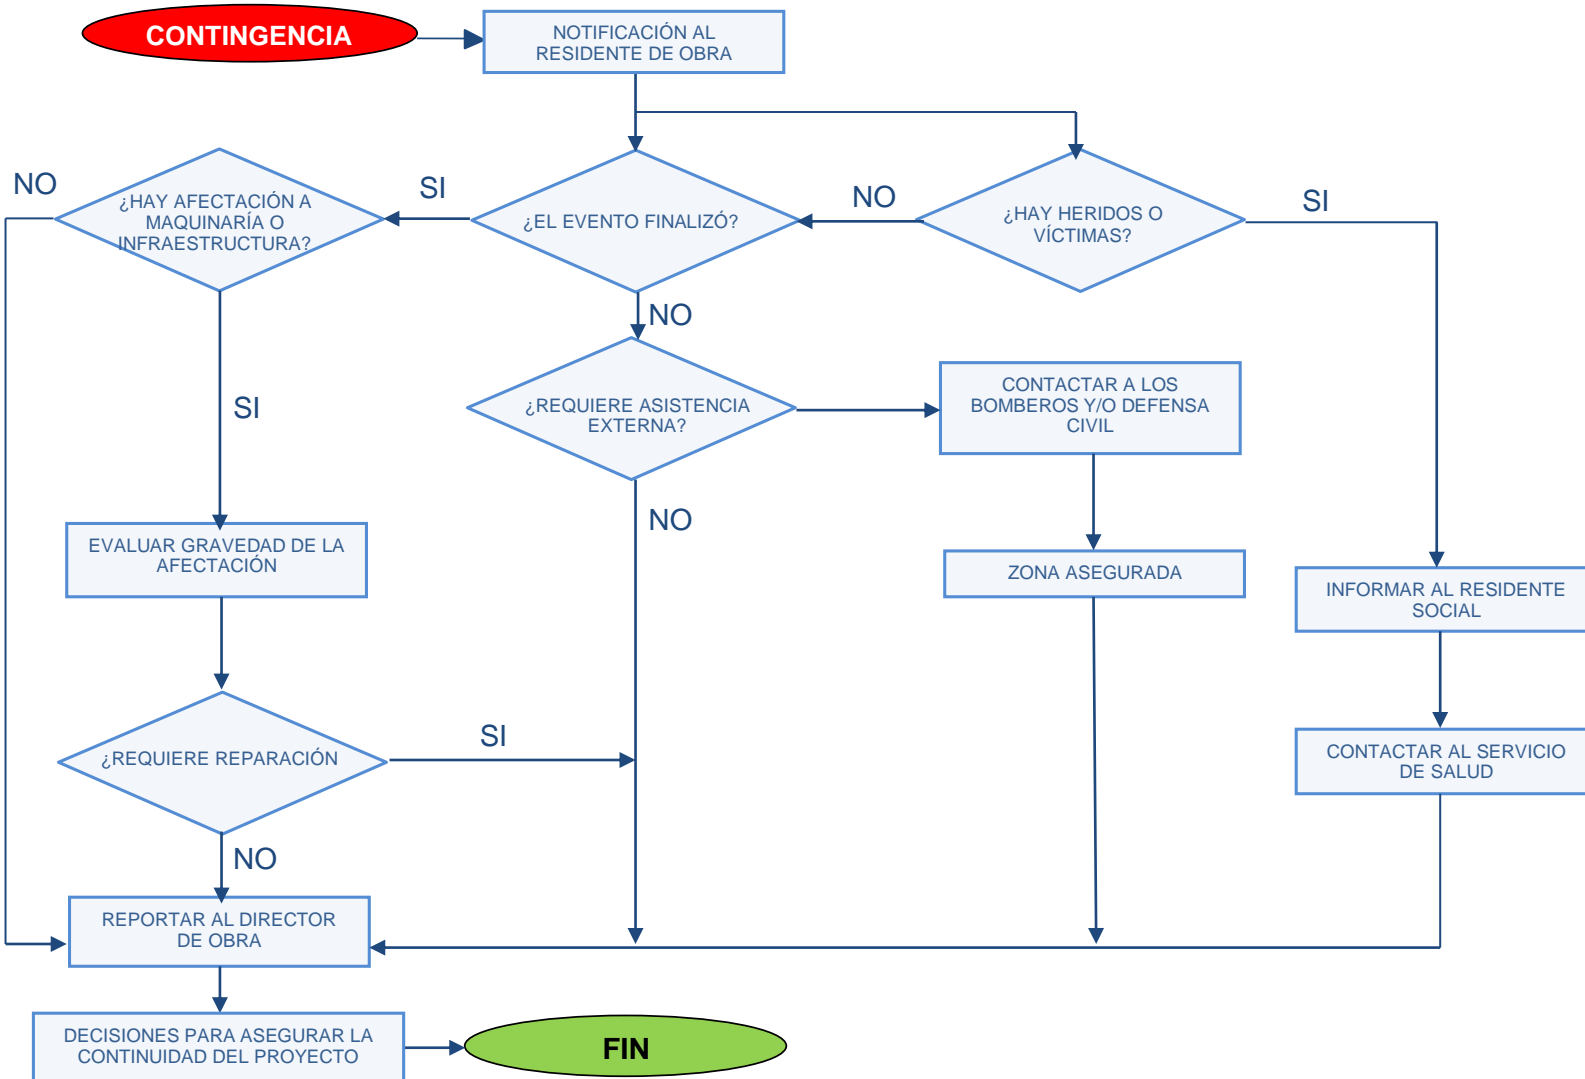 CONTINGENCIA
NOTIFICACIÓN AL
RESIDENTE DE OBRA
NO
¿HAY AFECTACIÓN A
MAQUINARÍA O
INFRAESTRUCTURA?
SI
¿EL EVENTO FINALIZÓ?
NO
¿HAY HERIDOS O
VÍCTIMAS?
SI
NO
SI
¿REQUIERE ASISTENCIA
EXTERNA?
CONTACTAR A LOS
BOMBEROS Y/O DEFENSA
CIVIL
NO
EVALUAR GRAVEDAD DE LA
AFECTACIÓN
ZONA ASEGURADA
INFORMAR AL RESIDENTE
SOCIAL
¿REQUIERE REPARACIÓN
SI
CONTACTAR AL SERVICIO
DE SALUD
NO
REPORTAR AL DIRECTOR
DE OBRA
DECISIONES PARA ASEGURAR LA
CONTINUIDAD DEL PROYECTO
FIN